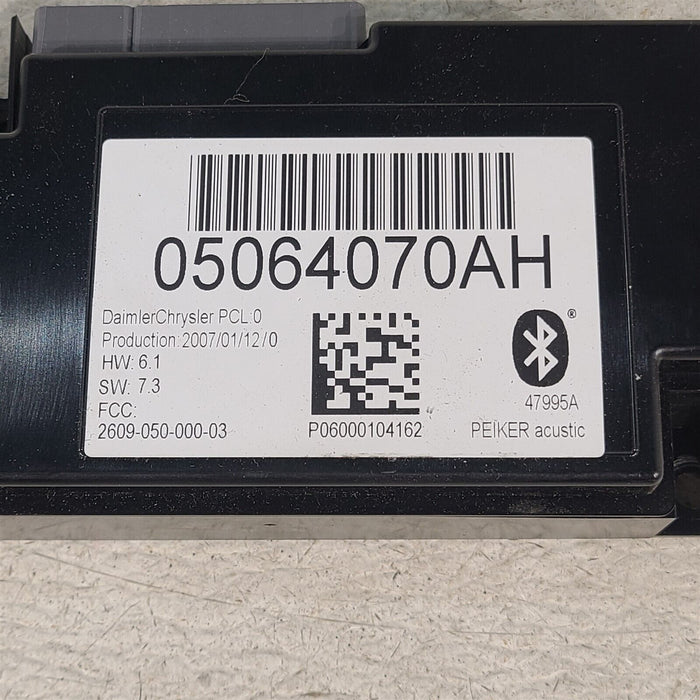 05064070AH
DaimlerChrysler PCL:0
Production:2007/01/12/0
HW: 6.1
SW: 7.3
FCC:
2609-050-000-03
P06000104162
®
47995A
PEIKER acustic